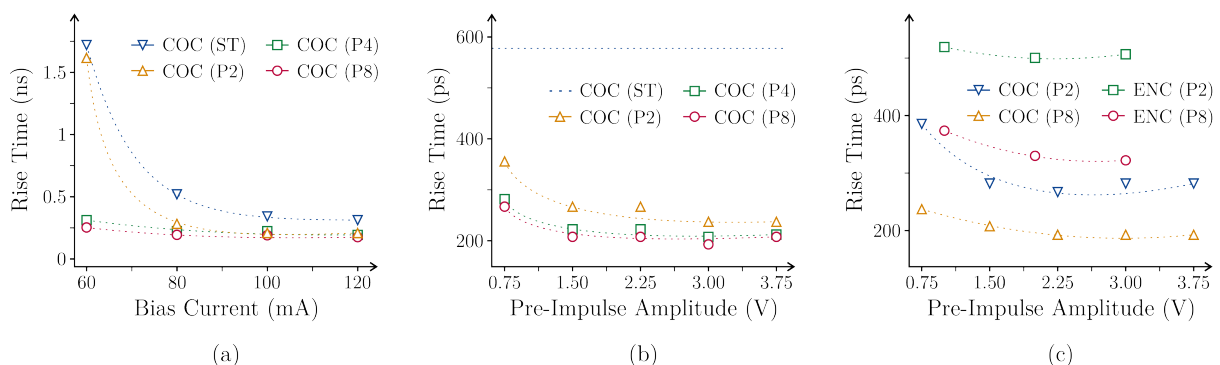 COC (ST)
COC (P2)
COC (P4)
COC (P8)
1.5
1
0.5
0
Rise Time (ns)
60
80
100
120
Bias Current (mA)
(a)
600
400
200
Rise Time (ps)
COC (ST)
COC (P2)
COC (P4)
COC (P8)
0.75
1.50
2.25
3.00
3.75
Pre-Impulse Amplitude (V)
(b)
400
200
Rise Time (ps)
COC (P2)
COC (P8)
ENC (P2)
ENC (P8)
0.75
1.50
2.25
3.00
3.75
Pre-Impulse Amplitude (V)
(c)